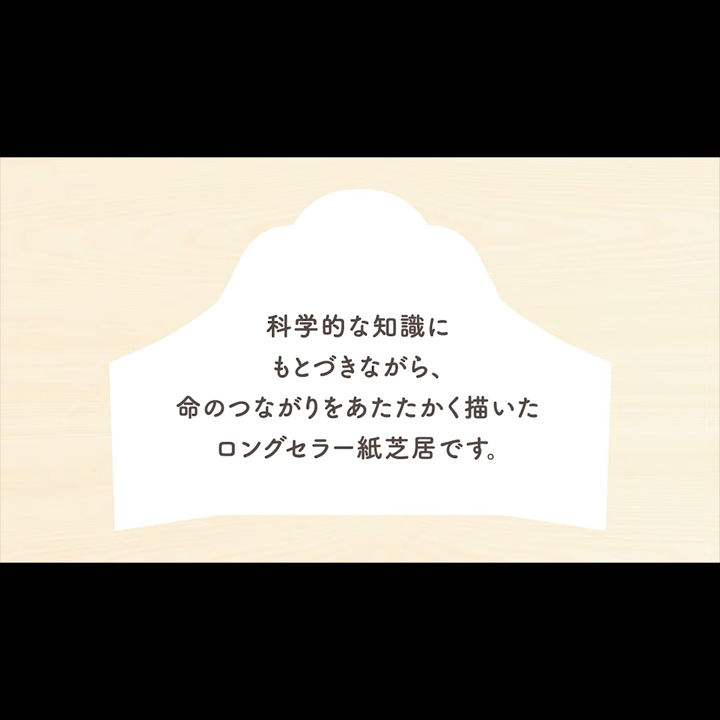 科学的な知識に
もとづきながら、
命のつながりをあたたかく描いた
ロングセラー紙芝居です。